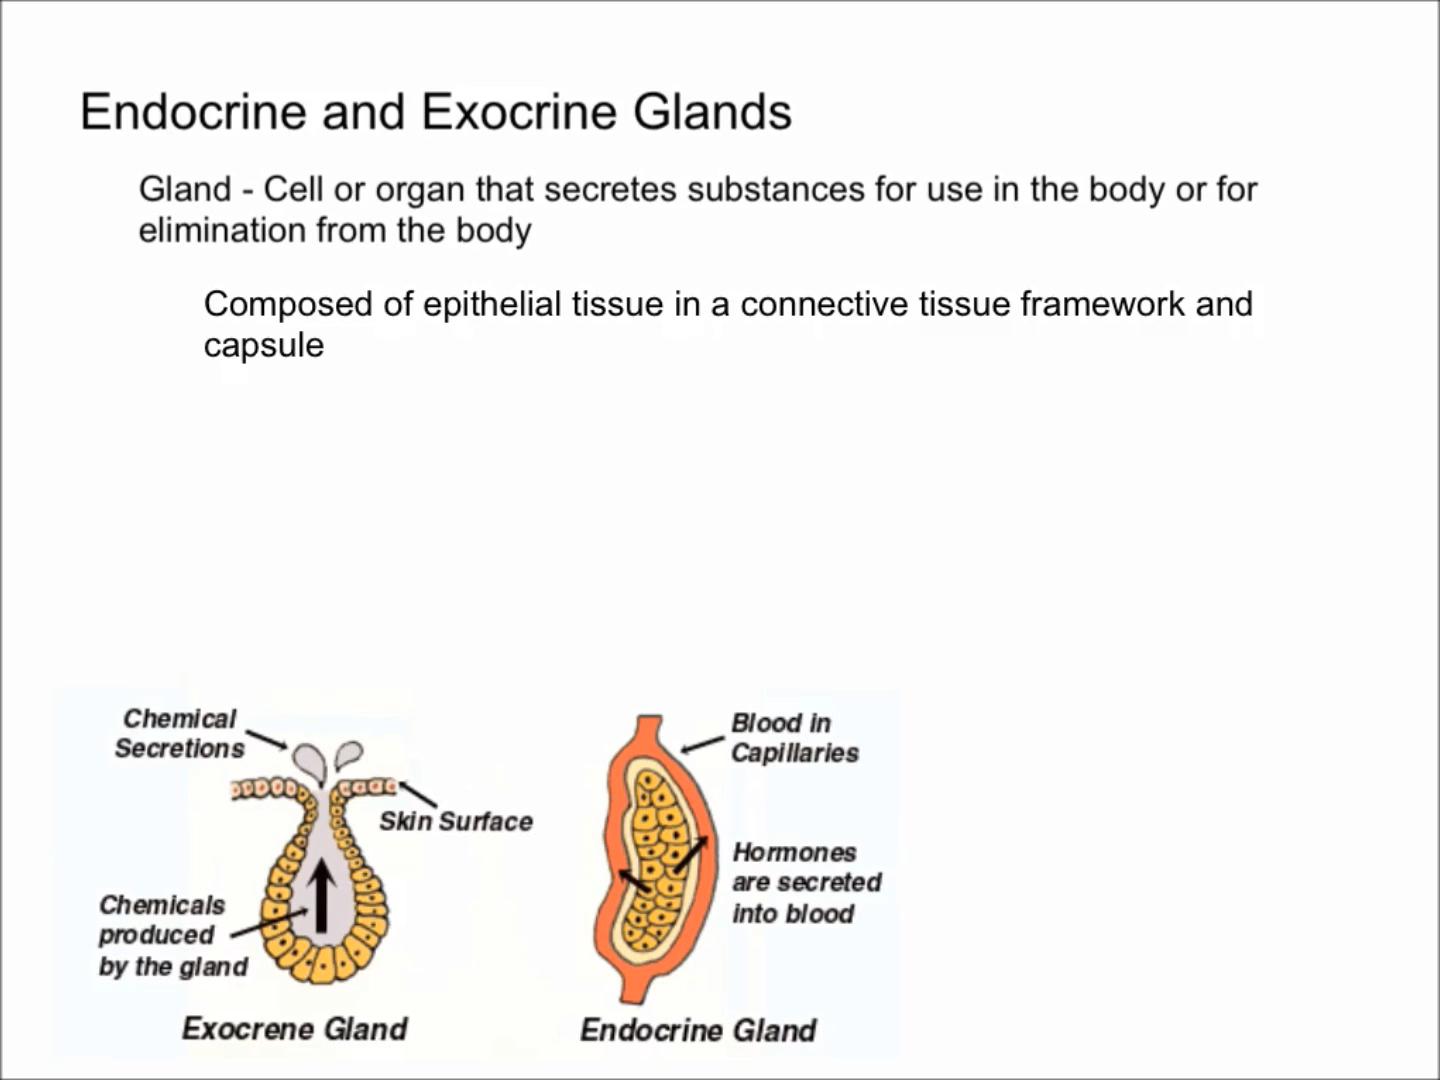 Endocrine and Exocrine Glands
Gland - Cell or organ that secretes substances for use in the body or for
elimination from the body
Composed of epithelial tissue in a connective tissue framework and
capsule
Chemical
Secretions
Skin Surface
Chemicals
produced
by the gland
Exocrene Gland
Blood in
Capillaries
Hormones
are secreted
into blood
Endocrine Gland